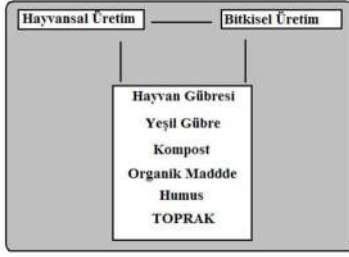 Hayvansal Üretim
Bitkisel Üretim
Hayvan Gübresi
Yeşil Gübre
Kompost
Organik Maddde
Humus
TOPRAK